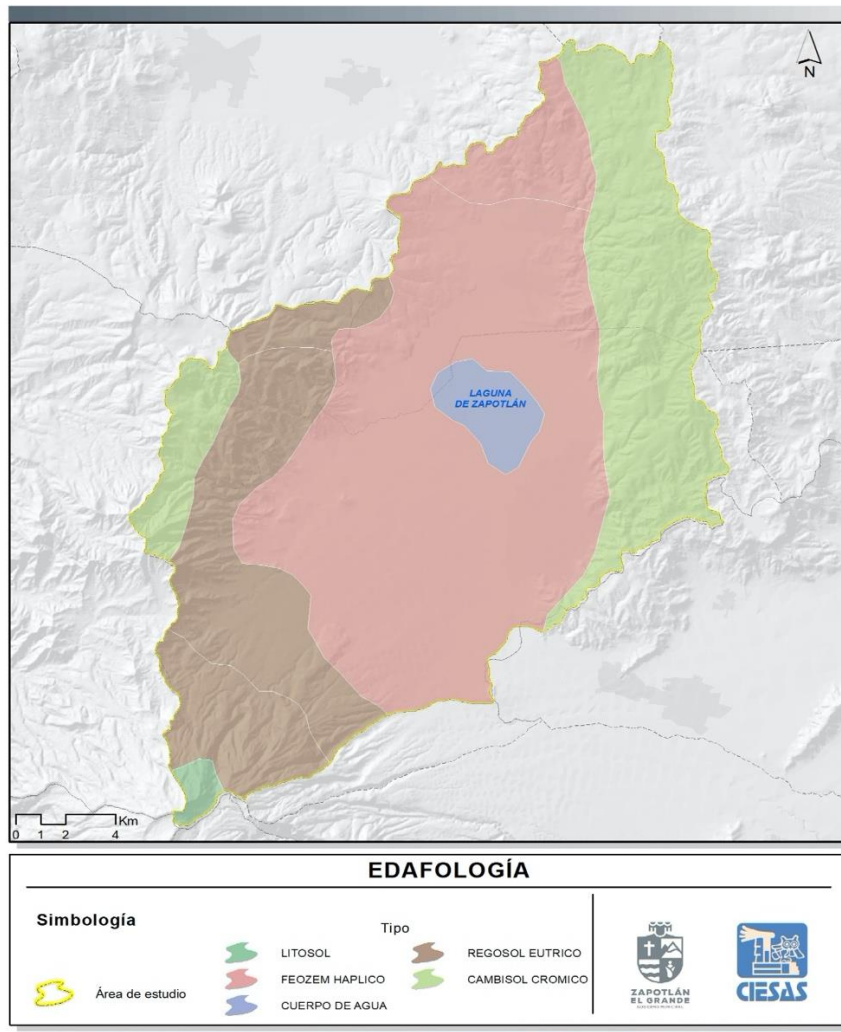 N
LAGUNA
DE ZAPOTLÁN
Km
0 1 2 4
EDAFOLOGÍA
Simbología
Tipo
Área de estudio
LITOSOL
FEOZEM HAPLICO
CUERPO DE AGUA
REGOSOL EUTRICO
CAMBISOL CROMICO
ZAPOTLÁN
EL GRANDE
CIESAS